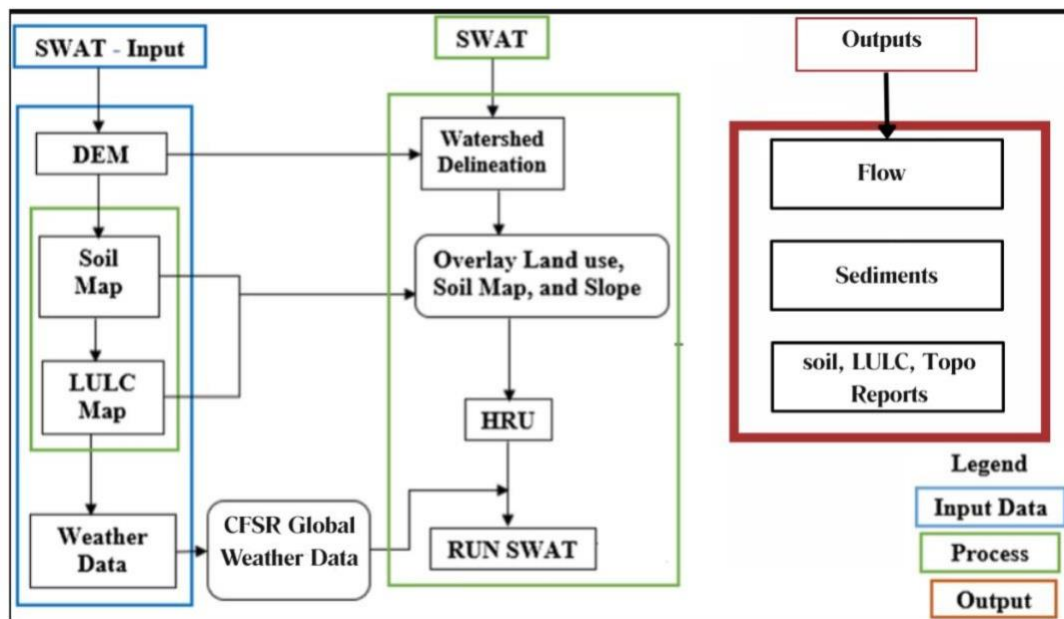 SWAT - Input
DEM
Soil
Map
LULC
Map
Weather
Data
CFSR Global
Weather Data
SWAT
Watershed
Delineation
Overlay Land use,
Soil Map, and Slope
HRU
RUN SWAT
Outputs
Flow
Sediments
soil, LULC, Topo
Reports
Legend
Input Data
Process
Output